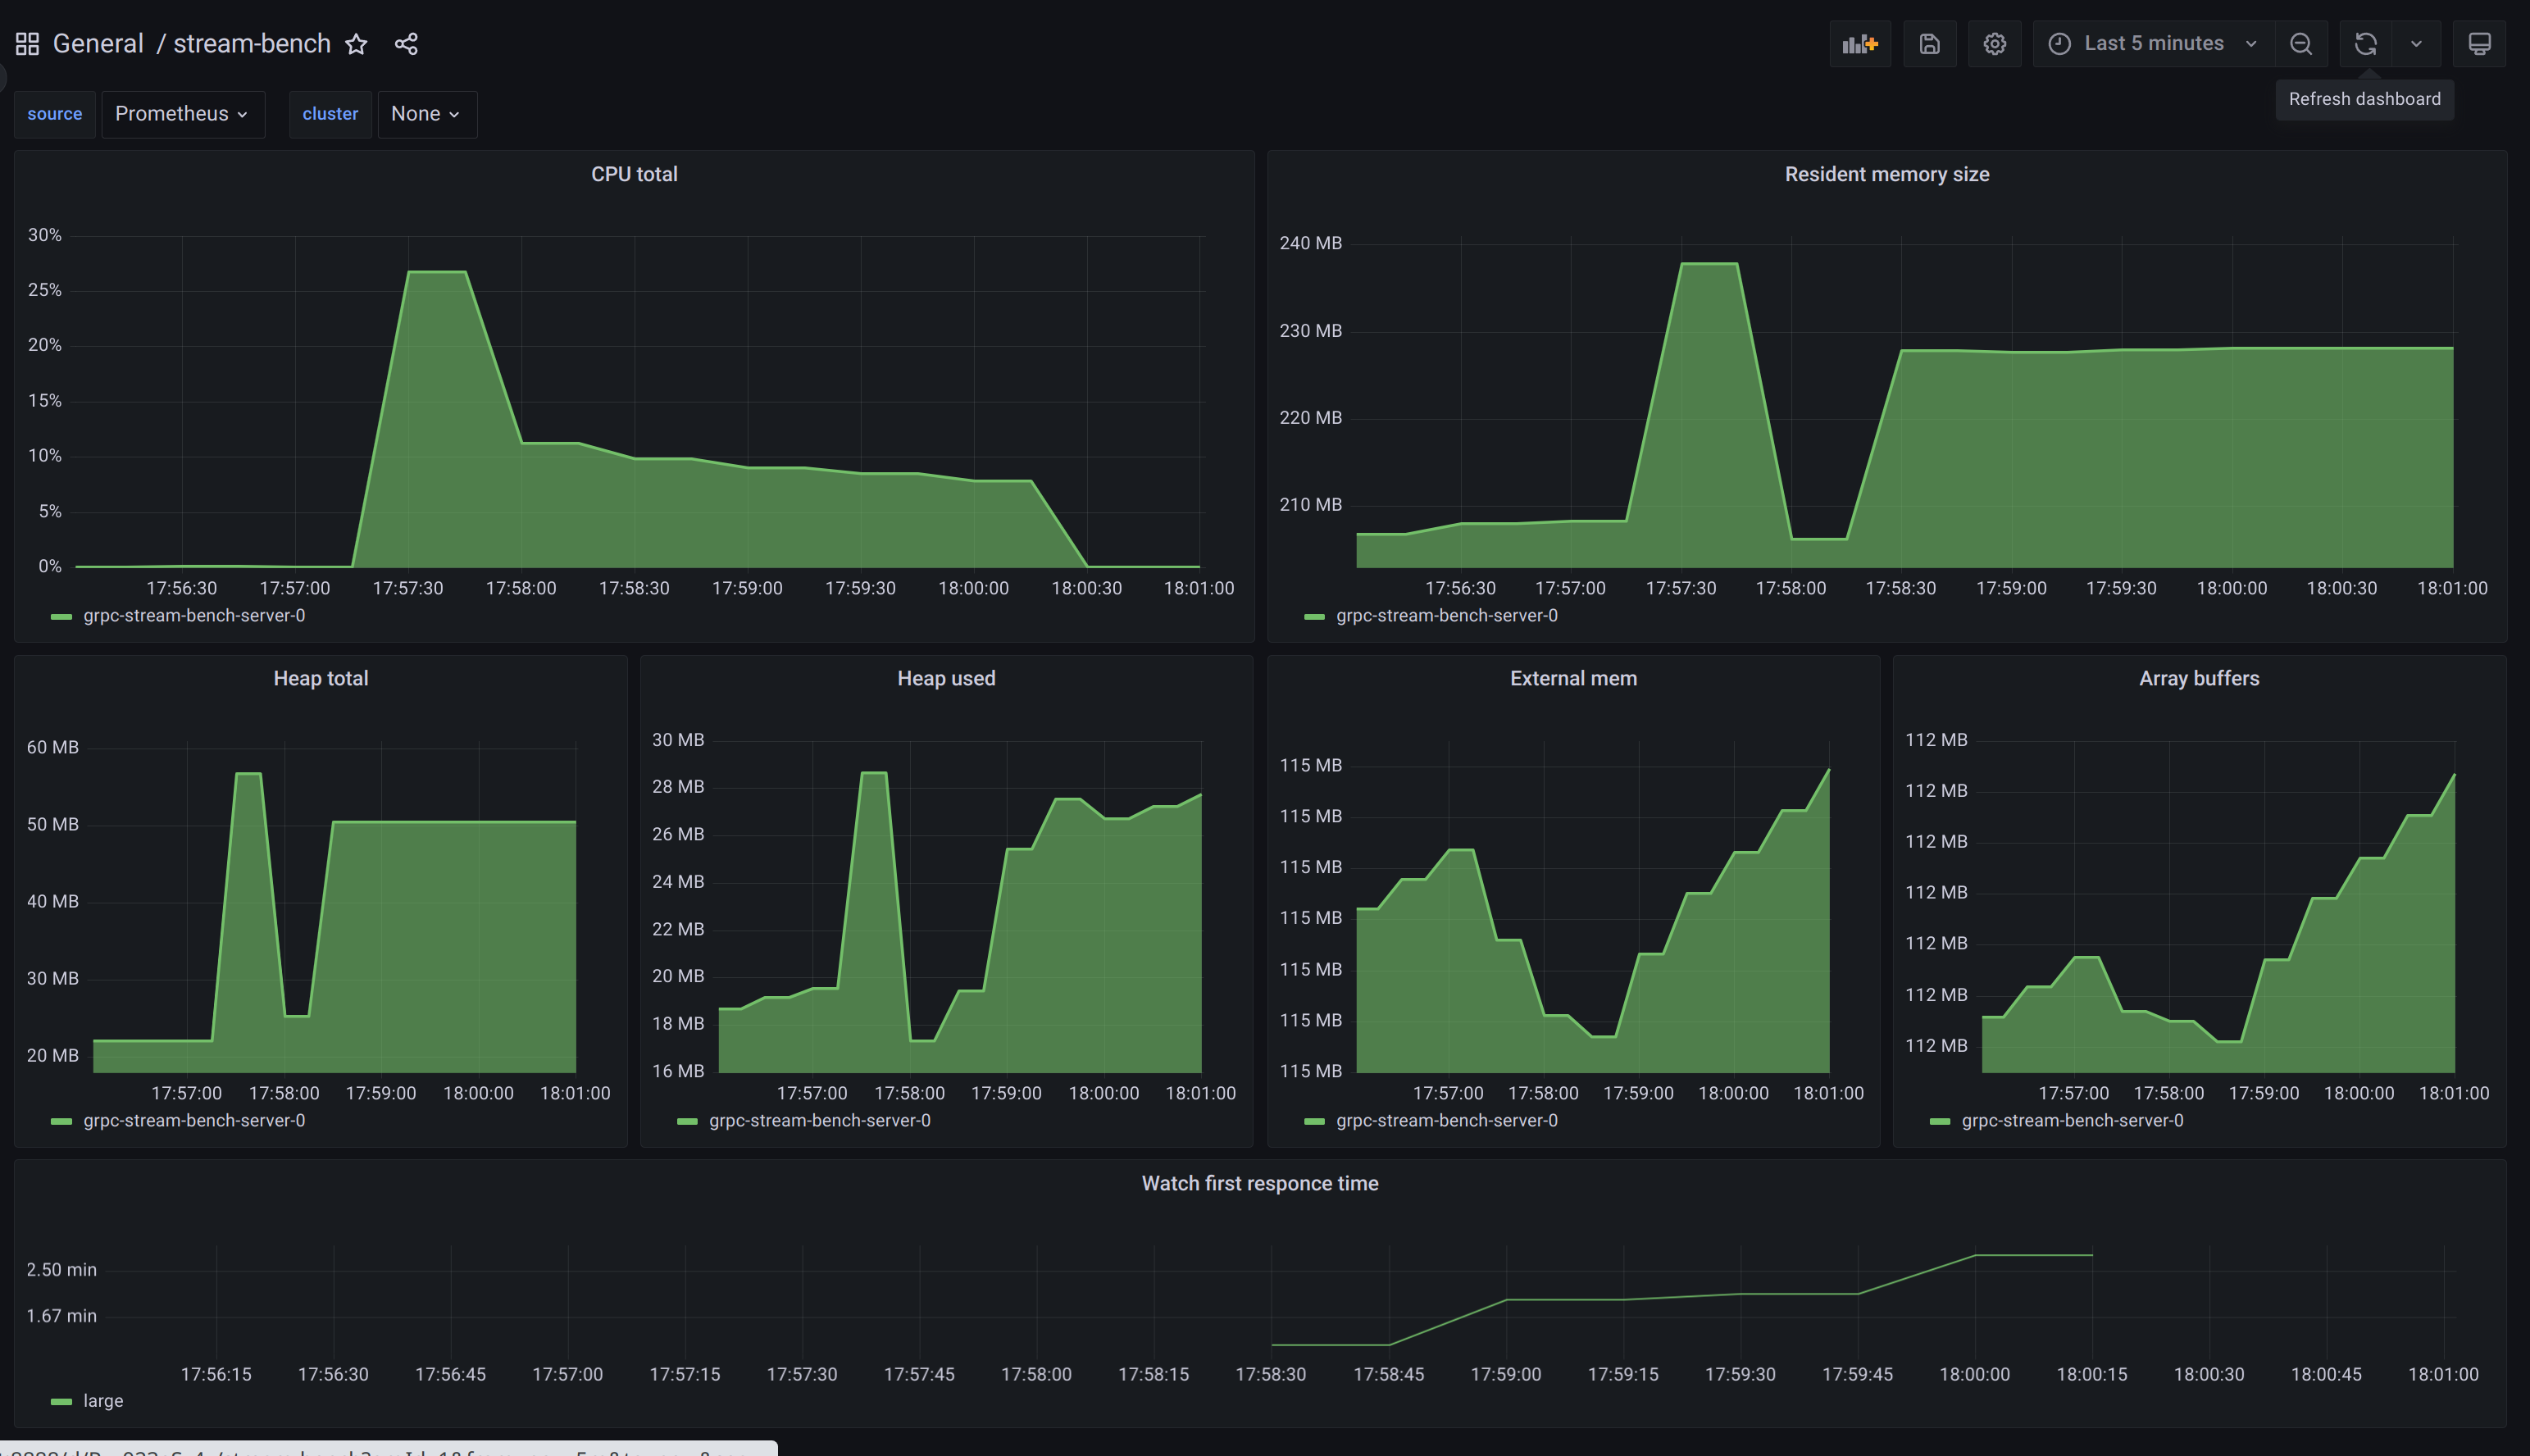 General / stream-bench
Last 5 minutes
Refresh dashboard
source Prometheus cluster None
CPU total
30%
25%
20%
15%
10%
5%
0%
17:56:30 17:57:00 17:57:30 17:58:00 17:58:30 17:59:00 17:59:30 18:00:00 18:00:30 18:01:00
grpc-stream-bench-server-0
Resident memory size
240 MB
230 MB
220 MB
210 MB
17:56:30 17:57:00 17:57:30 17:58:00 17:58:30 17:59:00 17:59:30 18:00:00 18:00:30 18:01:00
grpc-stream-bench-server-0
Heap total
60 MB
50 MB
40 MB
30 MB
20 MB
17:57:00 17:58:00 17:59:00 18:00:00 18:01:00
grpc-stream-bench-server-0
Heap used
30 MB
28 MB
26 MB
24 MB
22 MB
20 MB
18 MB
16 MB
17:57:00 17:58:00 17:59:00 18:00:00 18:01:00
grpc-stream-bench-server-0
External mem
115 MB
115 MB
115 MB
115 MB
115 MB
115 MB
115 MB
17:57:00 17:58:00 17:59:00 18:00:00 18:01:00
grpc-stream-bench-server-0
Array buffers
112 MB
112 MB
112 MB
112 MB
112 MB
112 MB
112 MB
17:57:00 17:58:00 17:59:00 18:00:00 18:01:00
grpc-stream-bench-server-0
Watch first responce time
2.50 min
1.67 min
17:56:15 17:56:30 17:56:45 17:57:00 17:57:15 17:57:30 17:57:45 17:58:00 17:58:15 17:58:30 17:58:45 17:59:00 17:59:15 17:59:30 17:59:45 18:00:00 18:00:15 18:00:30 18:00:45 18:01:00
large